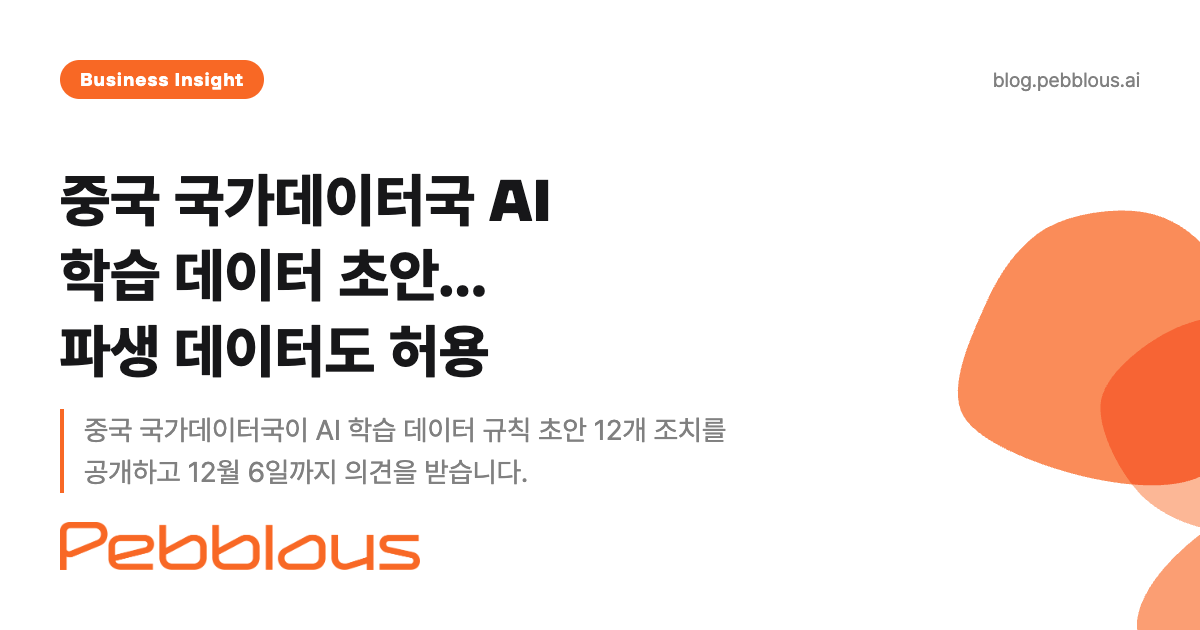 Business Insight
blog.pebblous.ai
중국 국가데이터국 AI
학습 데이터 초안...
파생 데이터도 허용
중국 국가데이터국이 AI 학습 데이터 규칙 초안 12개 조치를
공개하고 12월 6일까지 의견을 받습니다.
Pebblous